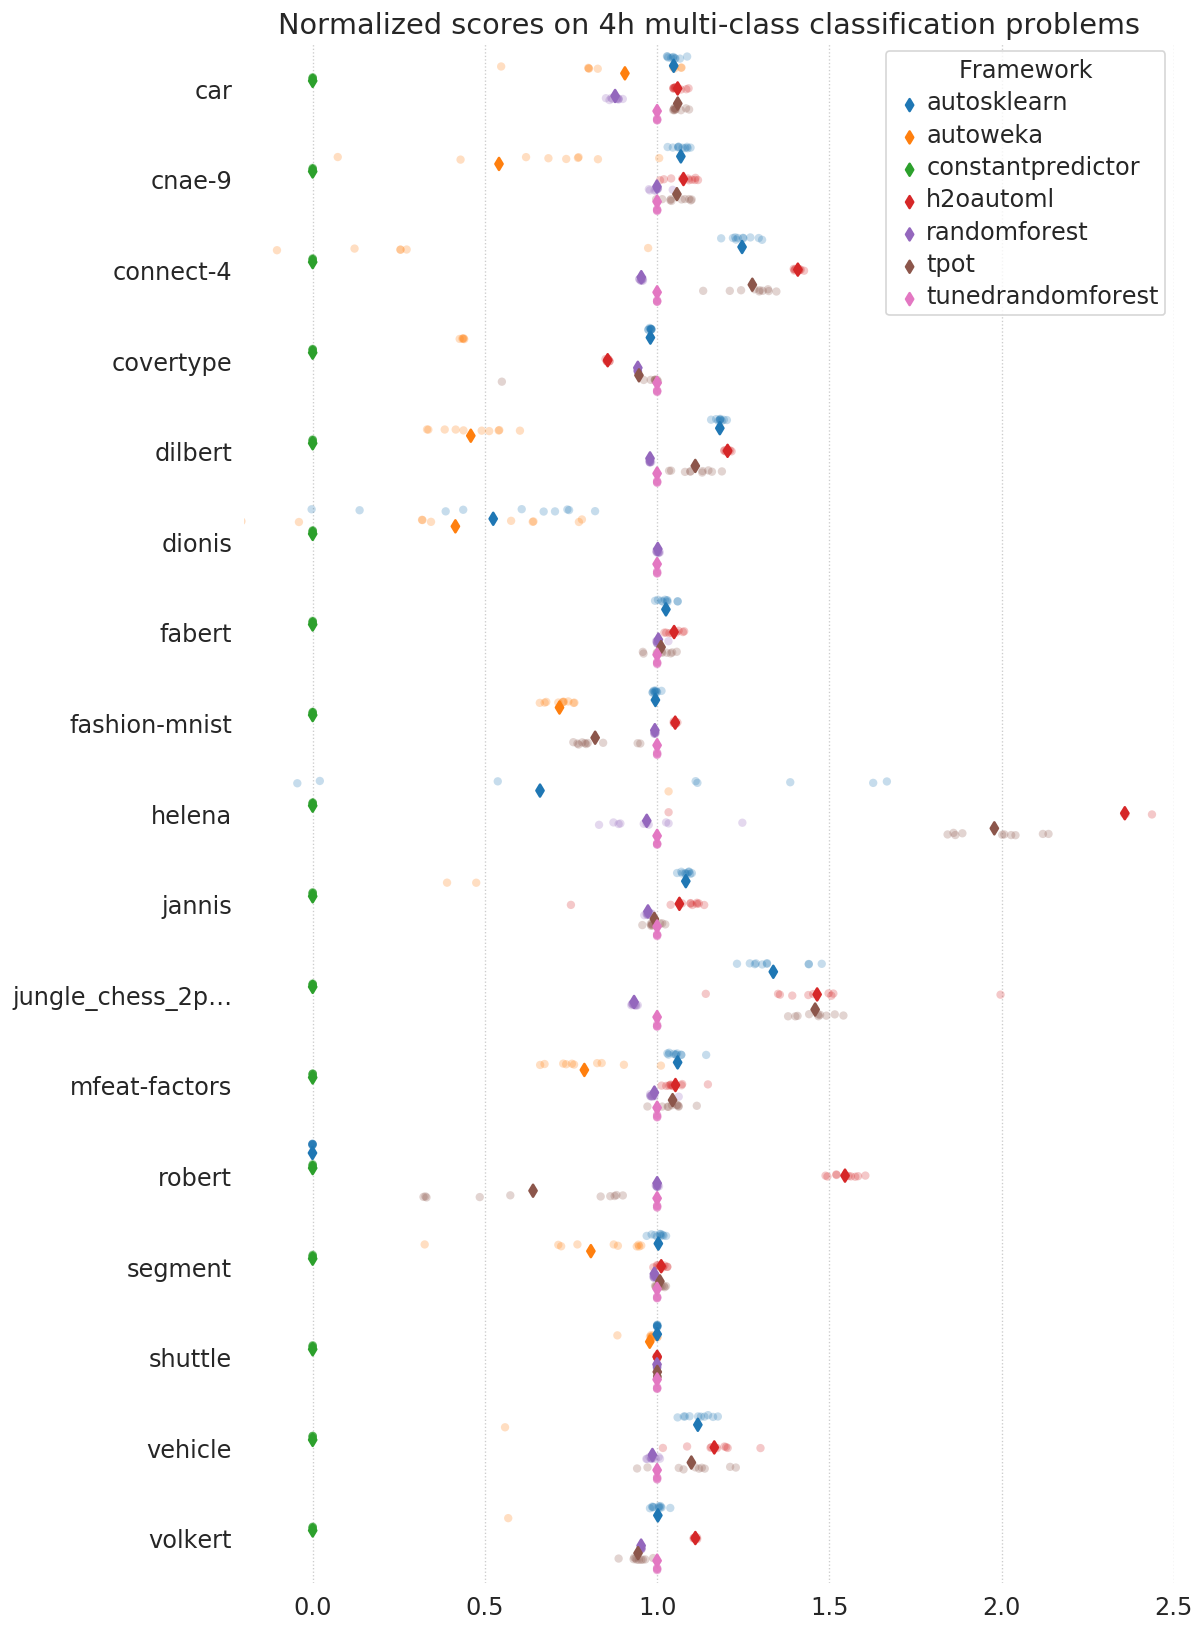 Normalized scores on 4h multi-class classification problems
Framework
autosklearn
autoweka
constantpredictor
h2oautoml
randomforest
tpot
tunedrandomforest
car
cnae-9
connect-4
covertype
dilbert
dionis
fabert
fashion-mnist
helena
jannis
jungle_chess_2p…
mfeat-factors
robert
segment
shuttle
vehicle
volkert
0.0 0.5 1.0 1.5 2.0 2.5